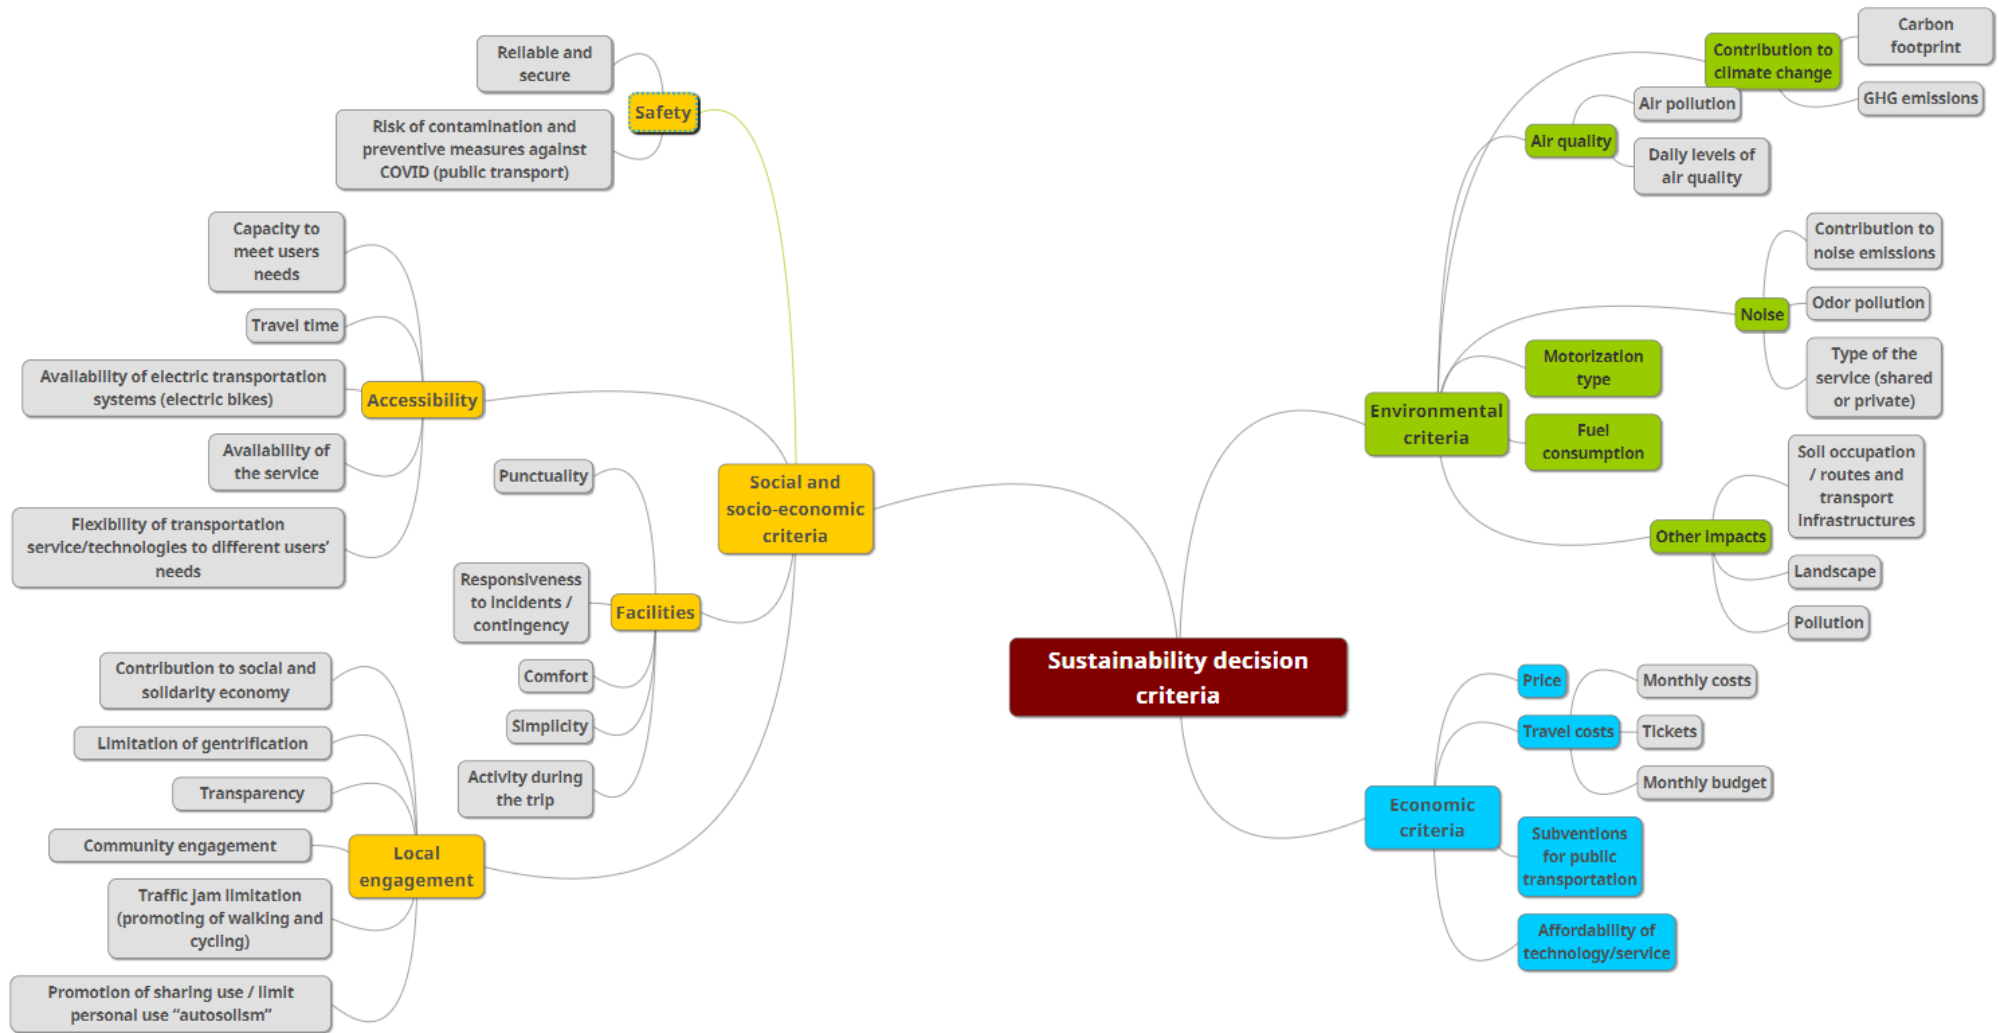 Sustainability decision
criteria
Social and
socio-economic
criteria
Safety
Reliable and
secure
Risk of contamination and
preventive measures against
COVID (public transport)
Accessibility
Capacity to
meet users
needs
Travel time
Availability of electric transportation
systems (electric bikes)
Availability of
the service
Flexibility of transportation
service/technologies to different users’
needs
Facilities
Punctuality
Responsiveness
to incidents /
contingency
Comfort
Simplicity
Activity during
the trip
Local
engagement
Contribution to social and
solidarity economy
Limitation of gentrification
Transparency
Community engagement
Traffic jam limitation
(promoting of walking and
cycling)
Promotion of sharing use / limit
personal use “autosolism”
Environmental
criteria
Contribution to
climate change
Carbon
footprint
GHG emissions
Air quality
Air pollution
Daily levels of
air quality
Noise
Contribution to
noise emissions
Odor pollution
Type of the
service (shared
or private)
Motorization
type
Fuel
consumption
Other impacts
Soil occupation
/ routes and
transport
infrastructures
Landscape
Pollution
Economic
criteria
Price
Travel costs
Monthly costs
Tickets
Monthly budget
Subventions
for public
transportation
Affordability of
technology/service